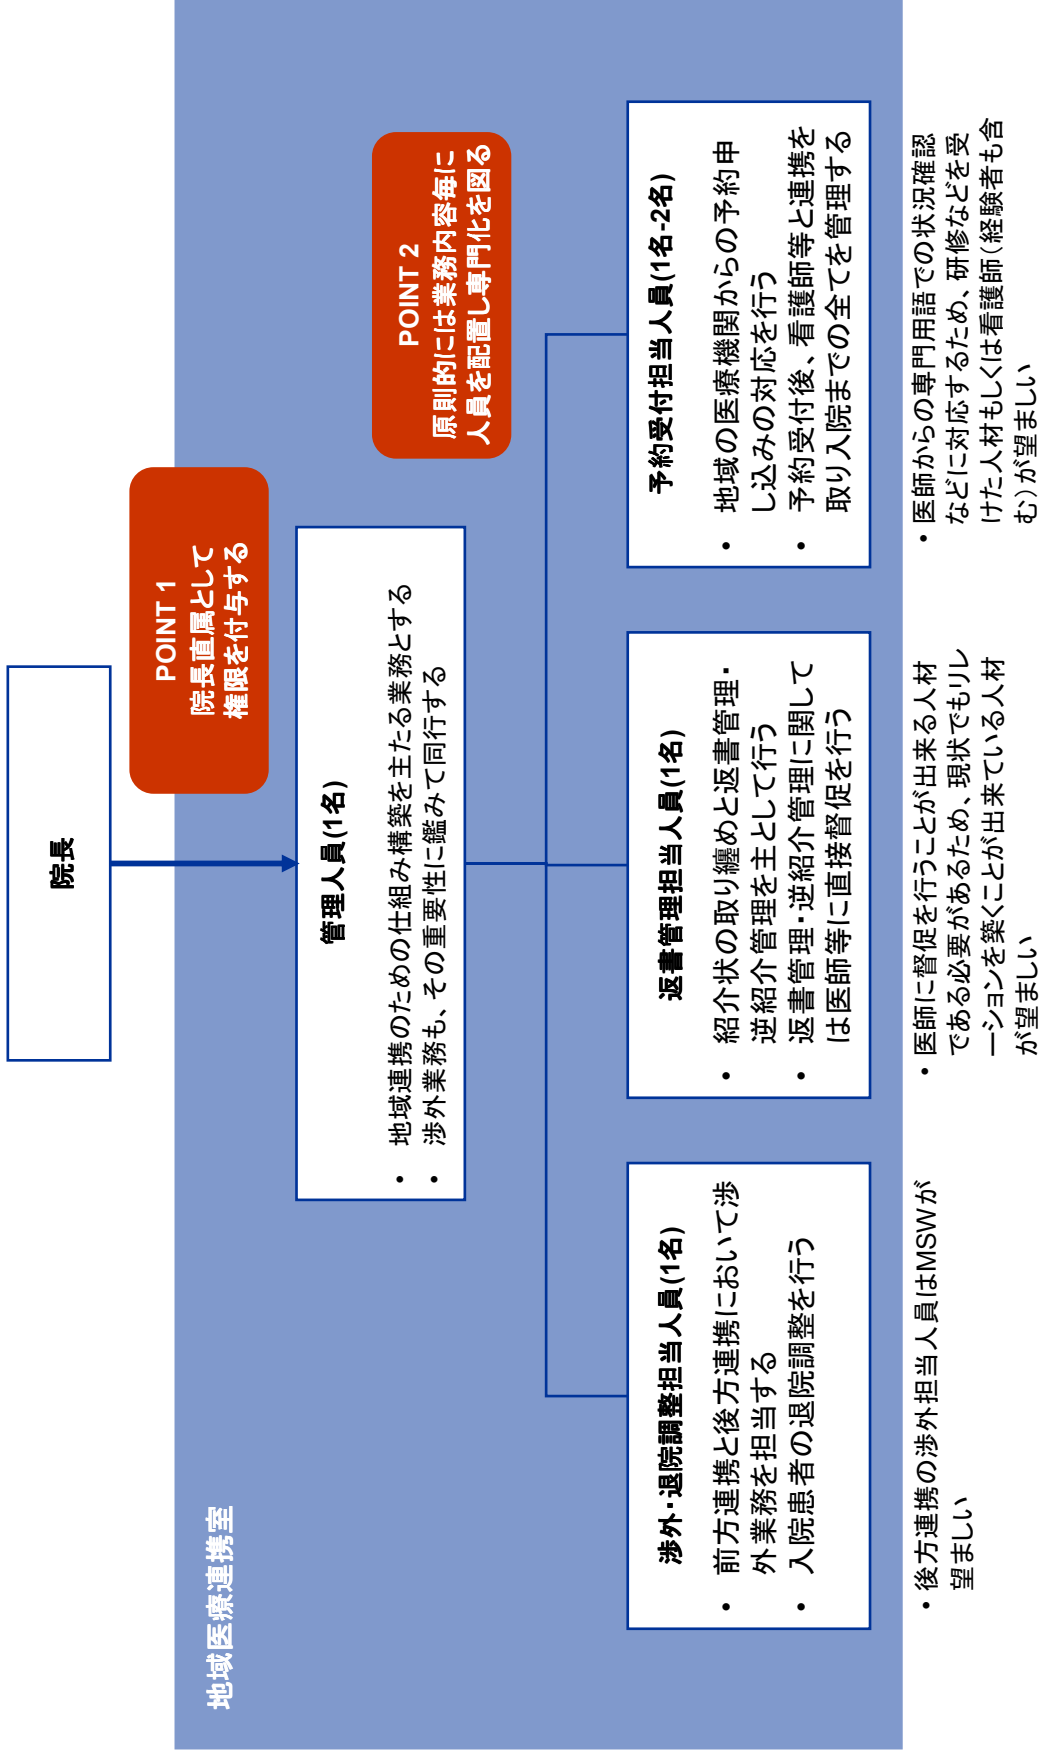 院長
POINT 1
院長直属として
権限を付与する
地域医療連携室
管理人員(1名)
• 地域連携のための仕組み構築を主たる業務とする
• 渉外業務も、その重要性に鑑みて同行する
POINT 2
原則的には業務内容毎に
人員を配置し専門化を図る
渉外・退院調整担当人員(1名)
• 前方連携と後方連携において渉
外業務を担当する
• 入院患者の退院調整を行う
返書管理担当人員(1名)
• 紹介状の取り纏めと返書管理・
逆紹介管理を主として行う
• 返書管理・逆紹介管理に関して
は医師等に直接督促を行う
予約受付担当人員(1名-2名)
• 地域の医療機関からの予約申
し込みの対応を行う
• 予約受付後、看護師等と連携を
取り入院までの全てを管理する
• 後方連携の渉外担当人員はMSWが
望ましい
• 医師に督促を行うことが出来る人材
である必要があるため、現状でもリレ
ーションを築くことが出来ている人材
が望ましい
• 医師からの専門用語での状況確認
などに対応するため、研修などを受
けた人材もしくは看護師（経験者も含
む）が望ましい